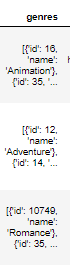 genres
[{'id': 16,
'name':
'Animation'},
{'id': 35, '...
[{'id': 12,
'name':
'Adventure'},
{'id': 14, '...
[{'id': 10749,
'name':
'Romance'},
{'id': 35, ...